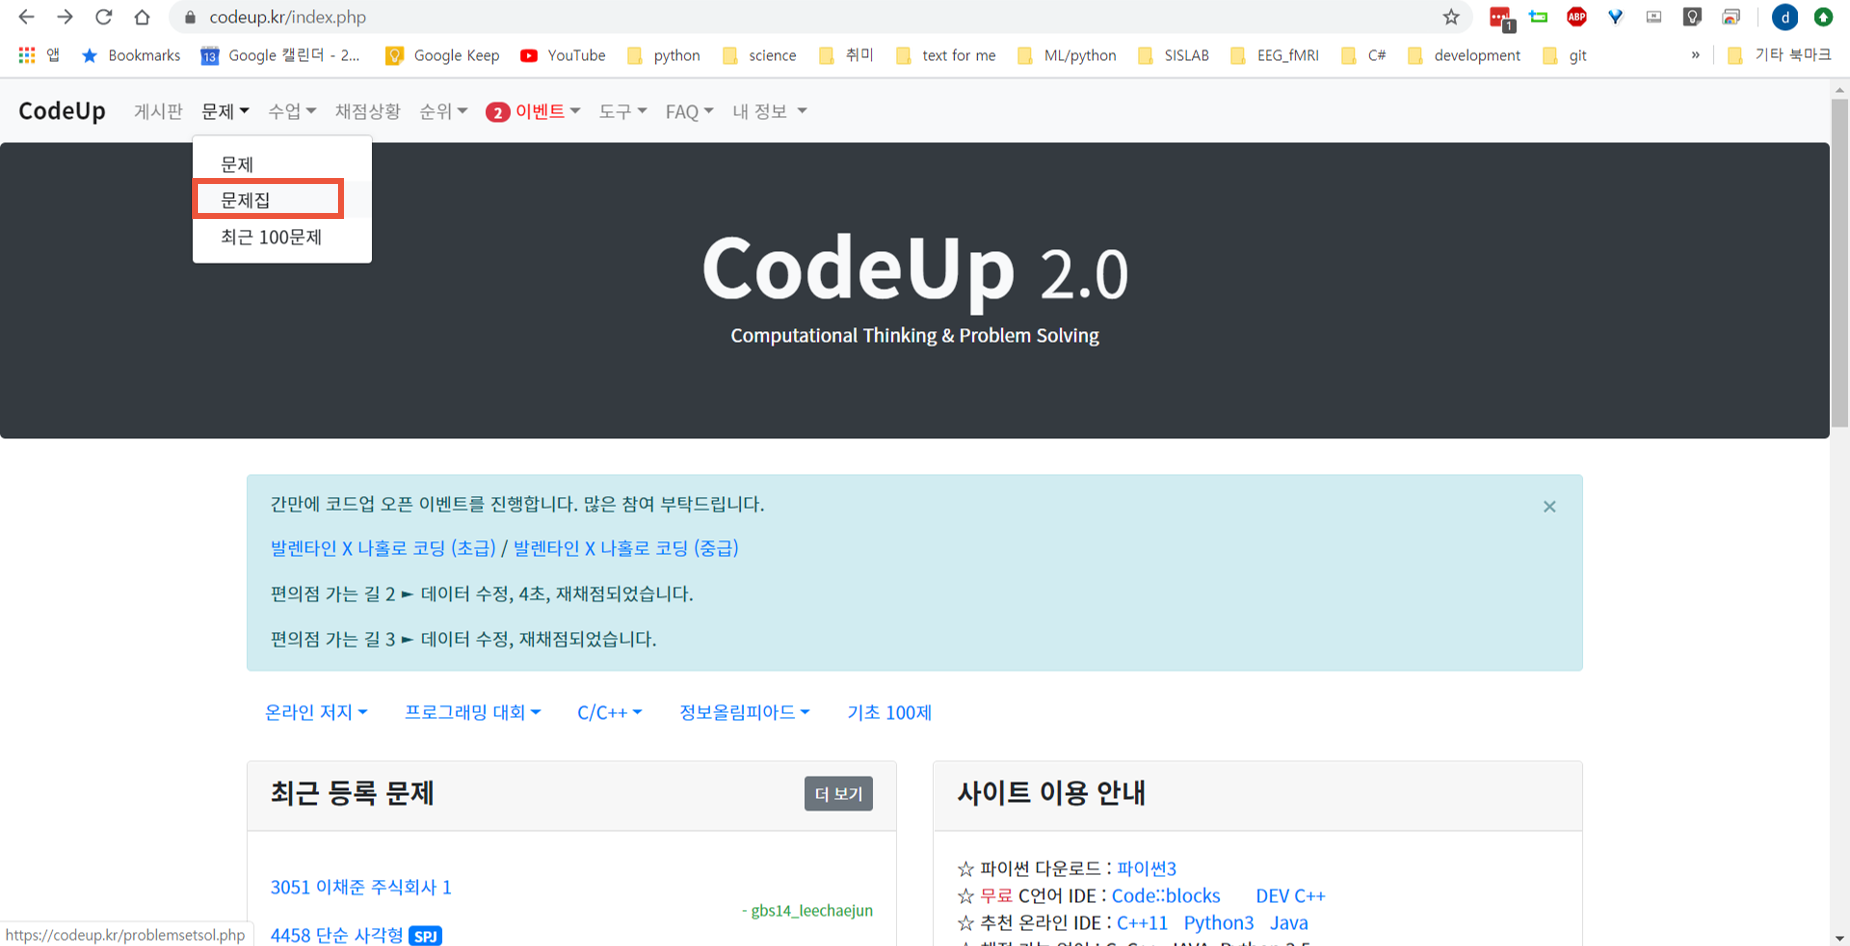 codeup.kr/index.php
1
ABP
d
앱
Bookmarks
13
Google 캘린더 - 2...
Google Keep
YouTube
python
science
취미
text for me
ML/python
SISLAB
EEG_fMRI
C#
development
git
»
기타 북마크
CodeUp
게시판
문제
수업
채점상황
순위
2 이벤트
도구
FAQ
내 정보
문제
문제집
최근 100문제
CodeUp 2.0
Computational Thinking & Problem Solving
간만에 코드업 오픈 이벤트를 진행합니다. 많은 참여 부탁드립니다.
×
발렌타인 X 나홀로 코딩 (초급) / 발렌타인 X 나홀로 코딩 (중급)
편의점 가는 길 2 ► 데이터 수정, 4초, 재채점되었습니다.
편의점 가는 길 3 ► 데이터 수정, 재채점되었습니다.
온라인 저지
프로그래밍 대회
C/C++
정보올림피아드
기초 100제
최근 등록 문제
더 보기
3051 이채준 주식회사 1
- gbs14_leechaejun
4458 단순 사각형 SPJ
사이트 이용 안내
☆ 파이썬 다운로드 : 파이썬3
☆ 무료 C언어 IDE : Code::blocks DEV C++
☆ 추천 온라인 IDE : C++11 Python3 Java
https://codeup.kr/problemsetsol.php